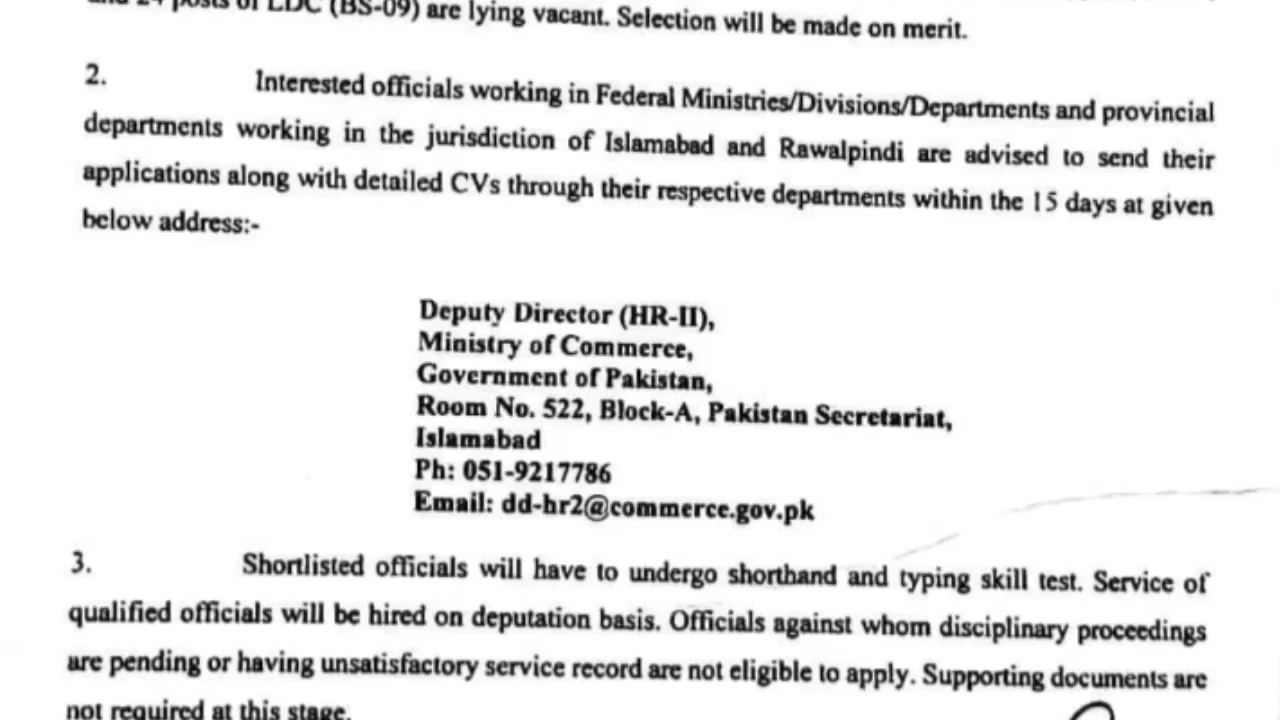 and 24 posts of LDC (BS-09) are lying vacant. Selection will be made on merit.
2. Interested officials working in Federal Ministries/Divisions/Departments and provincial
departments working in the jurisdiction of Islamabad and Rawalpindi are advised to send their
applications along with detailed CVs through their respective departments within the 15 days at given
below address:-
Deputy Director (HR-II),
Ministry of Commerce,
Government of Pakistan,
Room No. 522, Block-A, Pakistan Secretariat,
Islamabad
Ph: 051-9217786
Email: dd-hr2@commerce.gov.pk
3. Shortlisted officials will have to undergo shorthand and typing skill test. Service of
qualified officials will be hired on deputation basis. Officials against whom disciplinary proceedings
are pending or having unsatisfactory service record are not eligible to apply. Supporting documents are
not required at this stage.